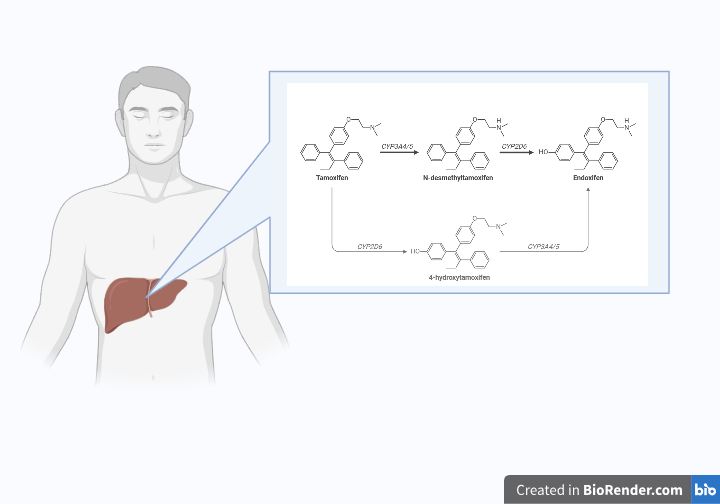 CYP3A4/5
CYP2D6
HO
Tamoxifen
N-desmethyltamoxifen
Endoxifen
CYP2D6
HO
CYP3A4/5
4-hydroxytamoxifen
Created in BioRender.com bio